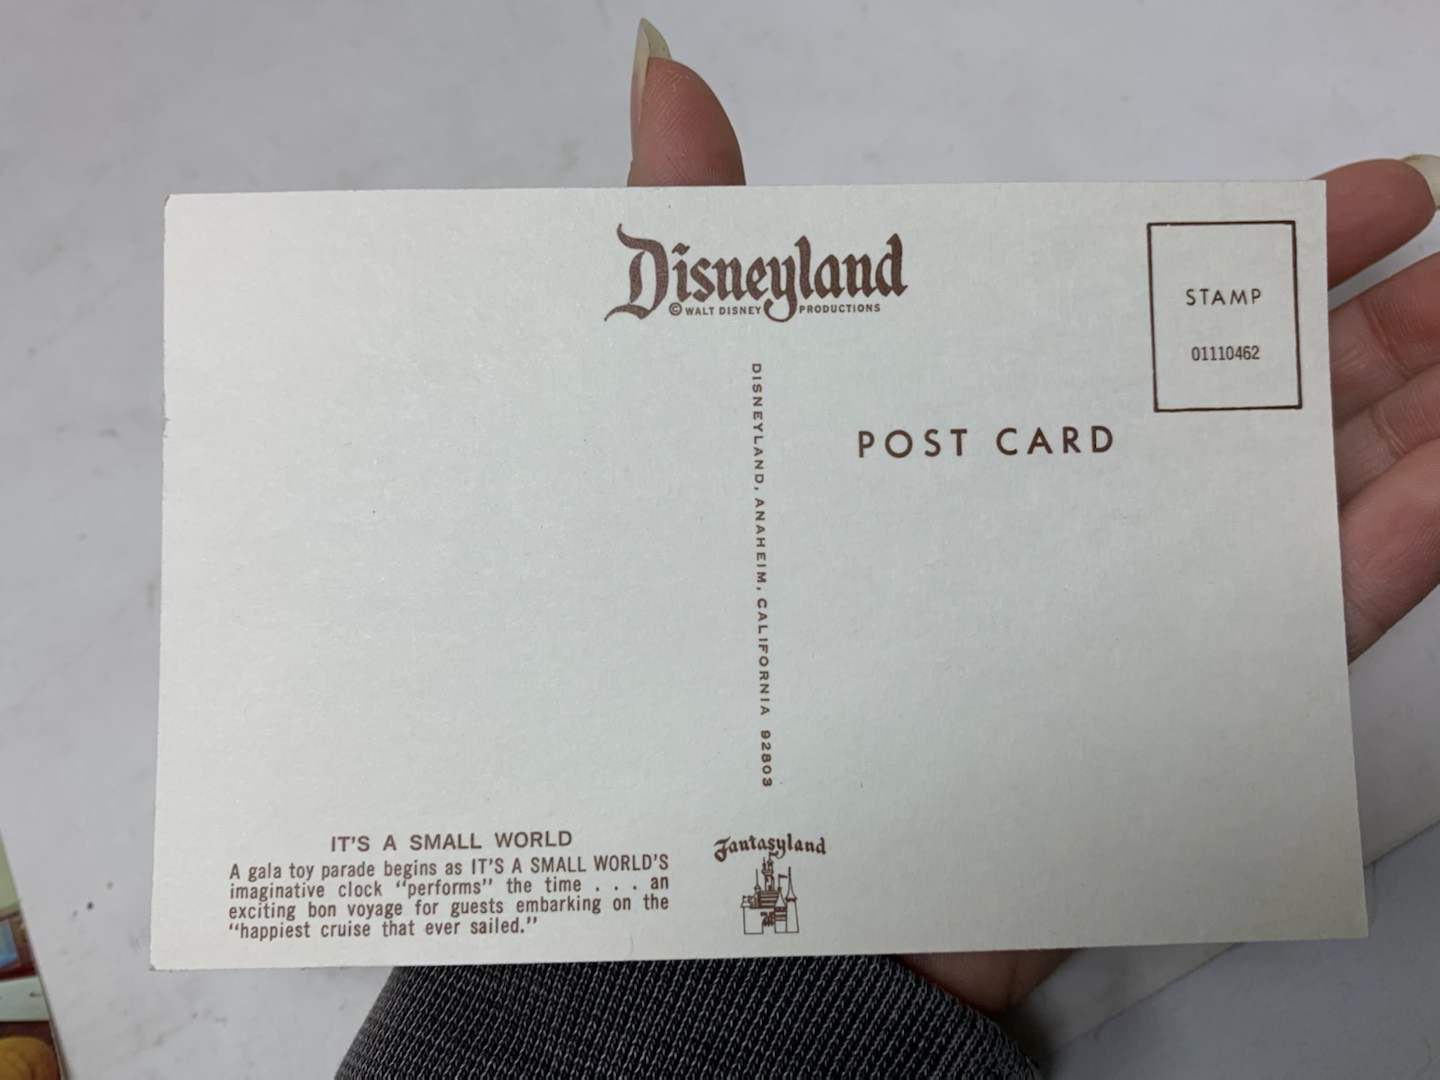 Disneyland
© WALT DISNEY PRODUCTIONS
STAMP
01110462
POST CARD
DISNEYLAND, ANAHEIM, CALIFORNIA 92803
IT'S A SMALL WORLD
A gala toy parade begins as IT'S A SMALL WORLD'S
imaginative clock “performs” the time . . . an
exciting bon voyage for guests embarking on the
“happiest cruise that ever sailed.”
Fantasyland